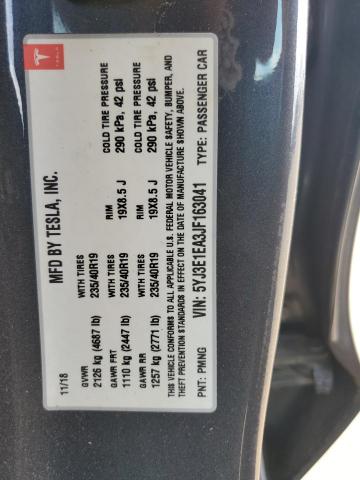 TESLA
MFD BY TESLA, INC.
11/18
GVWR WITH TIRES RIM COLD TIRE PRESSURE
2126 kg (4687 lb) 235/40R19 19X8.5 J 290 kPa, 42 psi
GAWR FRT WITH TIRES RIM COLD TIRE PRESSURE
1110 kg (2447 lb) 235/40R19 19X8.5 J 290 kPa, 42 psi
GAWR RR WITH TIRES
1257 kg (2771 lb) 235/40R19
THIS VEHICLE CONFORMS TO ALL APPLICABLE U.S. FEDERAL MOTOR VEHICLE SAFETY, BUMPER, AND
THEFT PREVENTION STANDARDS IN EFFECT ON THE DATE OF MANUFACTURE SHOWN ABOVE.
VIN: 5YJ3E1EA3JF163041
PNT: PMNG TYPE: PASSENGER CAR